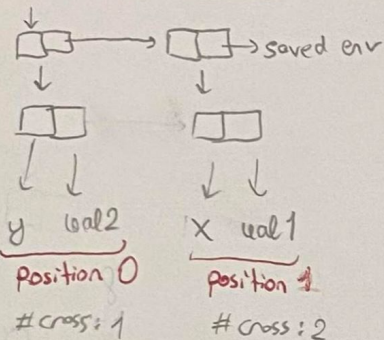 saved env
y val2 x val1
position 0 position 1
#cross: 1 #cross: 2